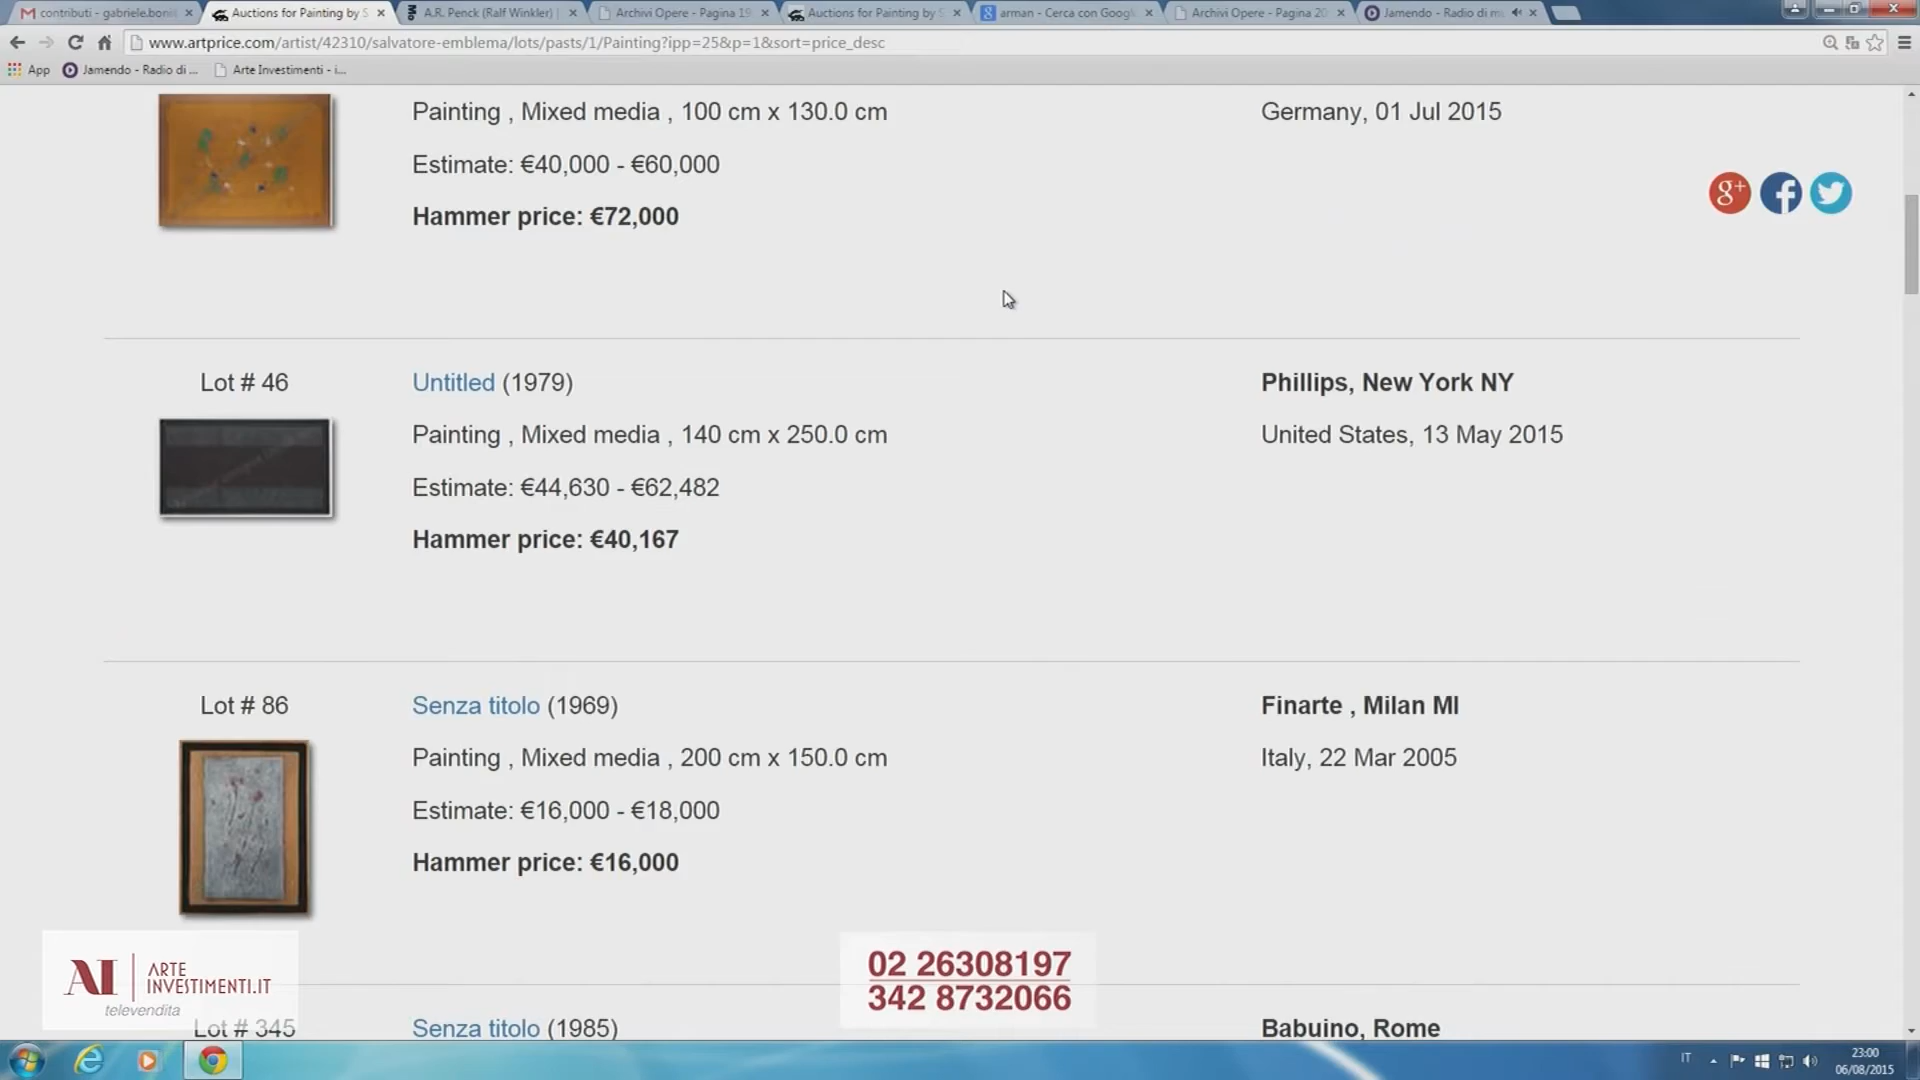 contributi - gabriele.boni
Auctions for Painting by S
A.R. Penck (Ralf Winkler) |
Archivi Opere - Pagina 19
Auctions for Painting by S
arman - Cerca con Googl
Archivi Opere - Pagina 20
Jamendo - Radio di m
www.artprice.com/artist/42310/salvatore-emblema/lots/pasts/1/Painting?ipp=25&p=1&sort=price_desc
App
Jamendo - Radio di ...
Arte Investimenti - i...
Painting , Mixed media , 100 cm x 130.0 cm
Germany, 01 Jul 2015
Estimate: €40,000 - €60,000
Hammer price: €72,000
g+ f
Lot # 46
Untitled (1979)
Phillips, New York NY
Painting , Mixed media , 140 cm x 250.0 cm
United States, 13 May 2015
Estimate: €44,630 - €62,482
Hammer price: €40,167
Lot # 86
Senza titolo (1969)
Finarte , Milan MI
Painting , Mixed media , 200 cm x 150.0 cm
Italy, 22 Mar 2005
Estimate: €16,000 - €18,000
Hammer price: €16,000
AI ARTE
INVESTIMENTI.IT
televendita
02 26308197
342 8732066
Lot # 345
Senza titolo (1985)
Babuino, Rome
IT
23:00
06/08/2015